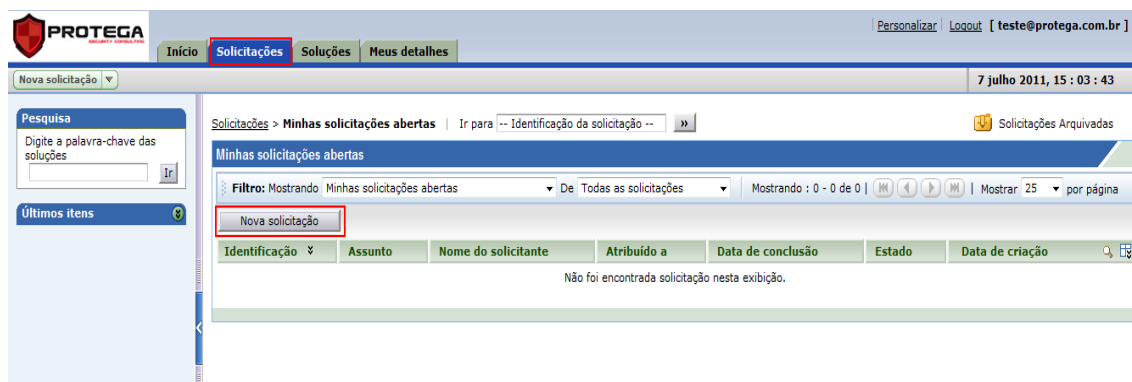 PROTEGA
SECURITY CONSULTING
Personalizar Logout [ teste@protega.com.br ]
Início Solicitações Soluções Meus detalhes
Nova solicitação
7 julho 2011, 15 : 03 : 43
Pesquisa
Digite a palavra-chave das
soluções
Ir
Últimos itens
Solicitações > Minhas solicitações abertas | Ir para -- Identificação da solicitação -- »
Solicitações Arquivadas
Minhas solicitações abertas
Filtro: Mostrando Minhas solicitações abertas De Todas as solicitações Mostrando : 0 - 0 de 0 | | Mostrar 25 por página
Nova solicitação
Identificação Assunto Nome do solicitante Atribuído a Data de conclusão Estado Data de criação
Não foi encontrada solicitação nesta exibição.